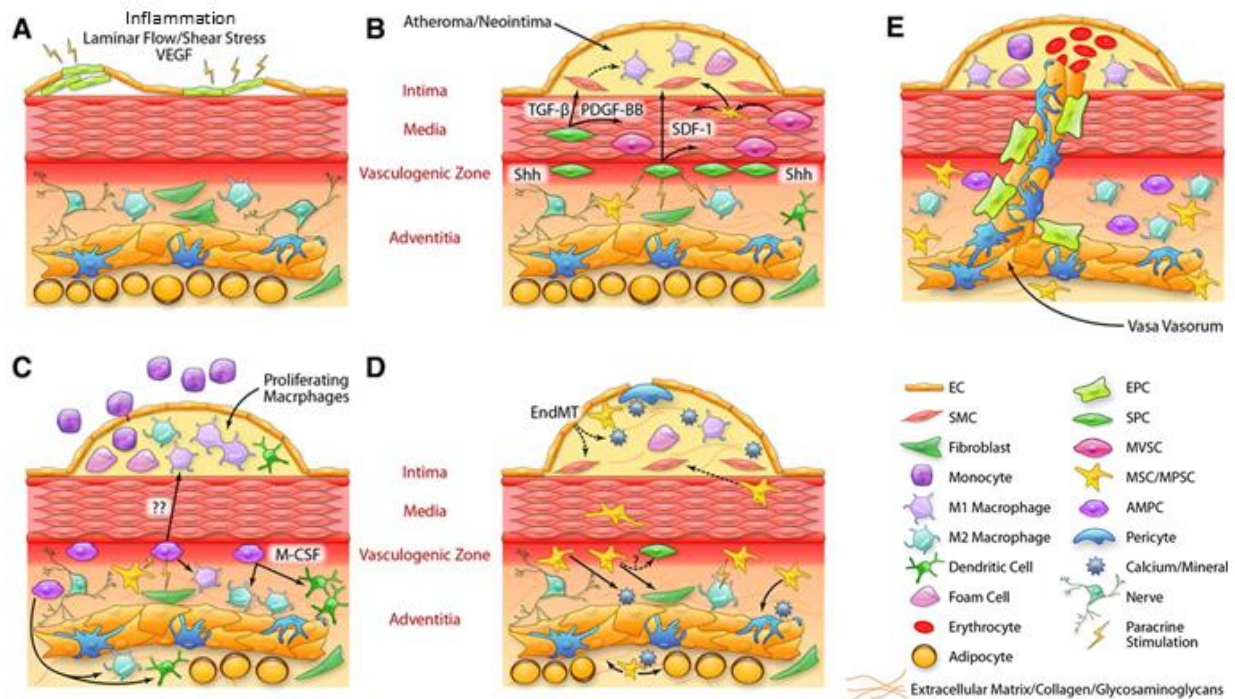 A
Inflammation
Laminar Flow/Shear Stress
VEGF
B
Atheroma/Neointima
Intima
Media
Vasculogenic Zone
Adventitia
TGF-β
PDGF-BB
SDF-1
Shh
Shh
E
Vasa Vasorum
C
Proliferating
Macrphages
??
M-CSF
Intima
Media
Vasculogenic Zone
Adventitia
D
EndMT
?
EC
SMC
Fibroblast
Monocyte
M1 Macrophage
M2 Macrophage
Dendritic Cell
Foam Cell
Erythrocyte
Adipocyte
EPC
SPC
MVSC
MSC/MPSC
AMPC
Pericyte
Calcium/Mineral
Nerve
Paracrine
Stimulation
Extracellular Matrix/Collagen/Glycosaminoglycans